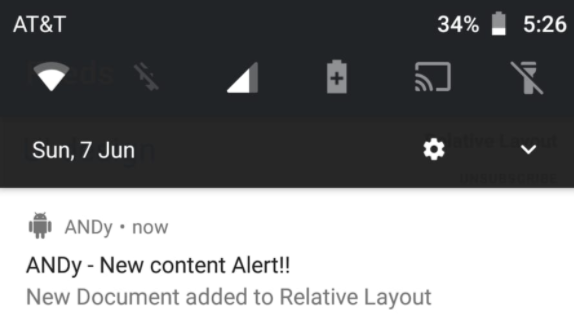 AT&T 34% 5:26
Sun, 7 Jun
ANDy • now
ANDy - New content Alert!!
New Document added to Relative Layout